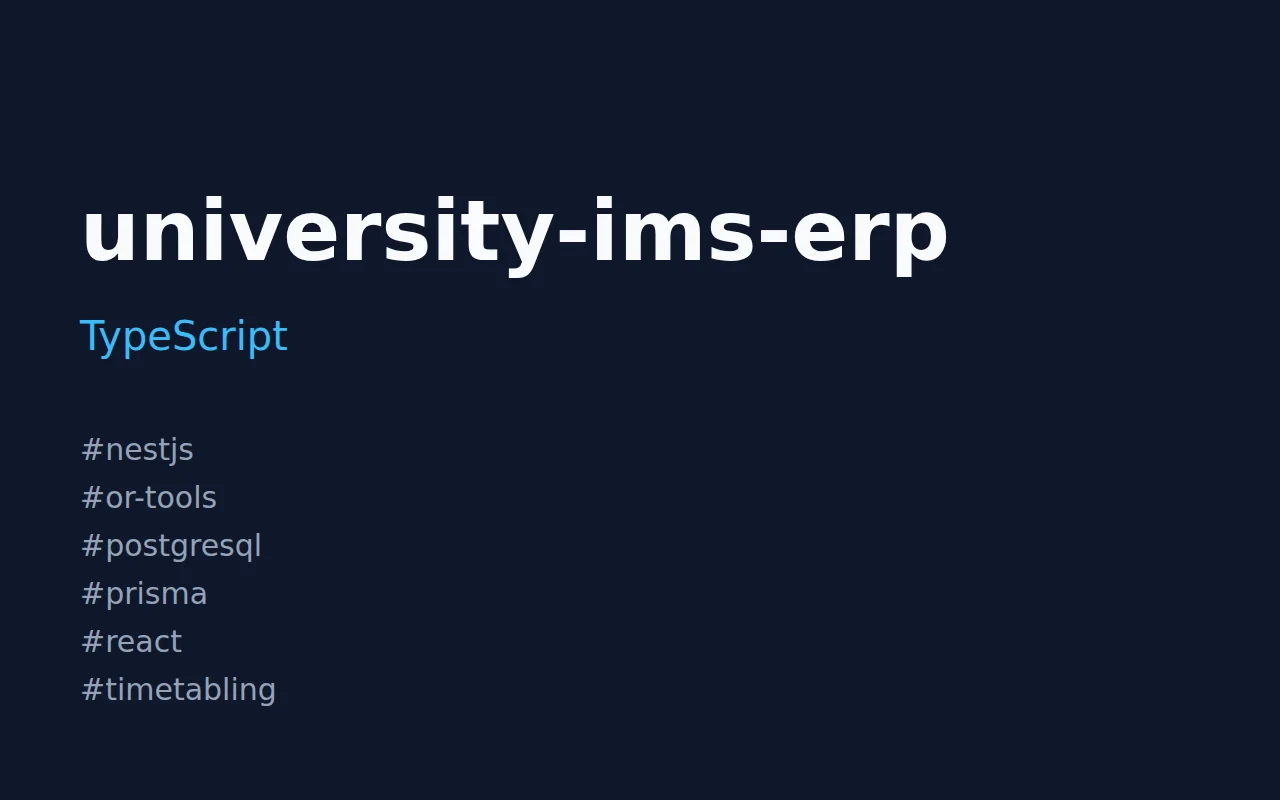 university-ims-erp
TypeScript
#nestjs
#or-tools
#postgresql
#prisma
#react
#timetabling